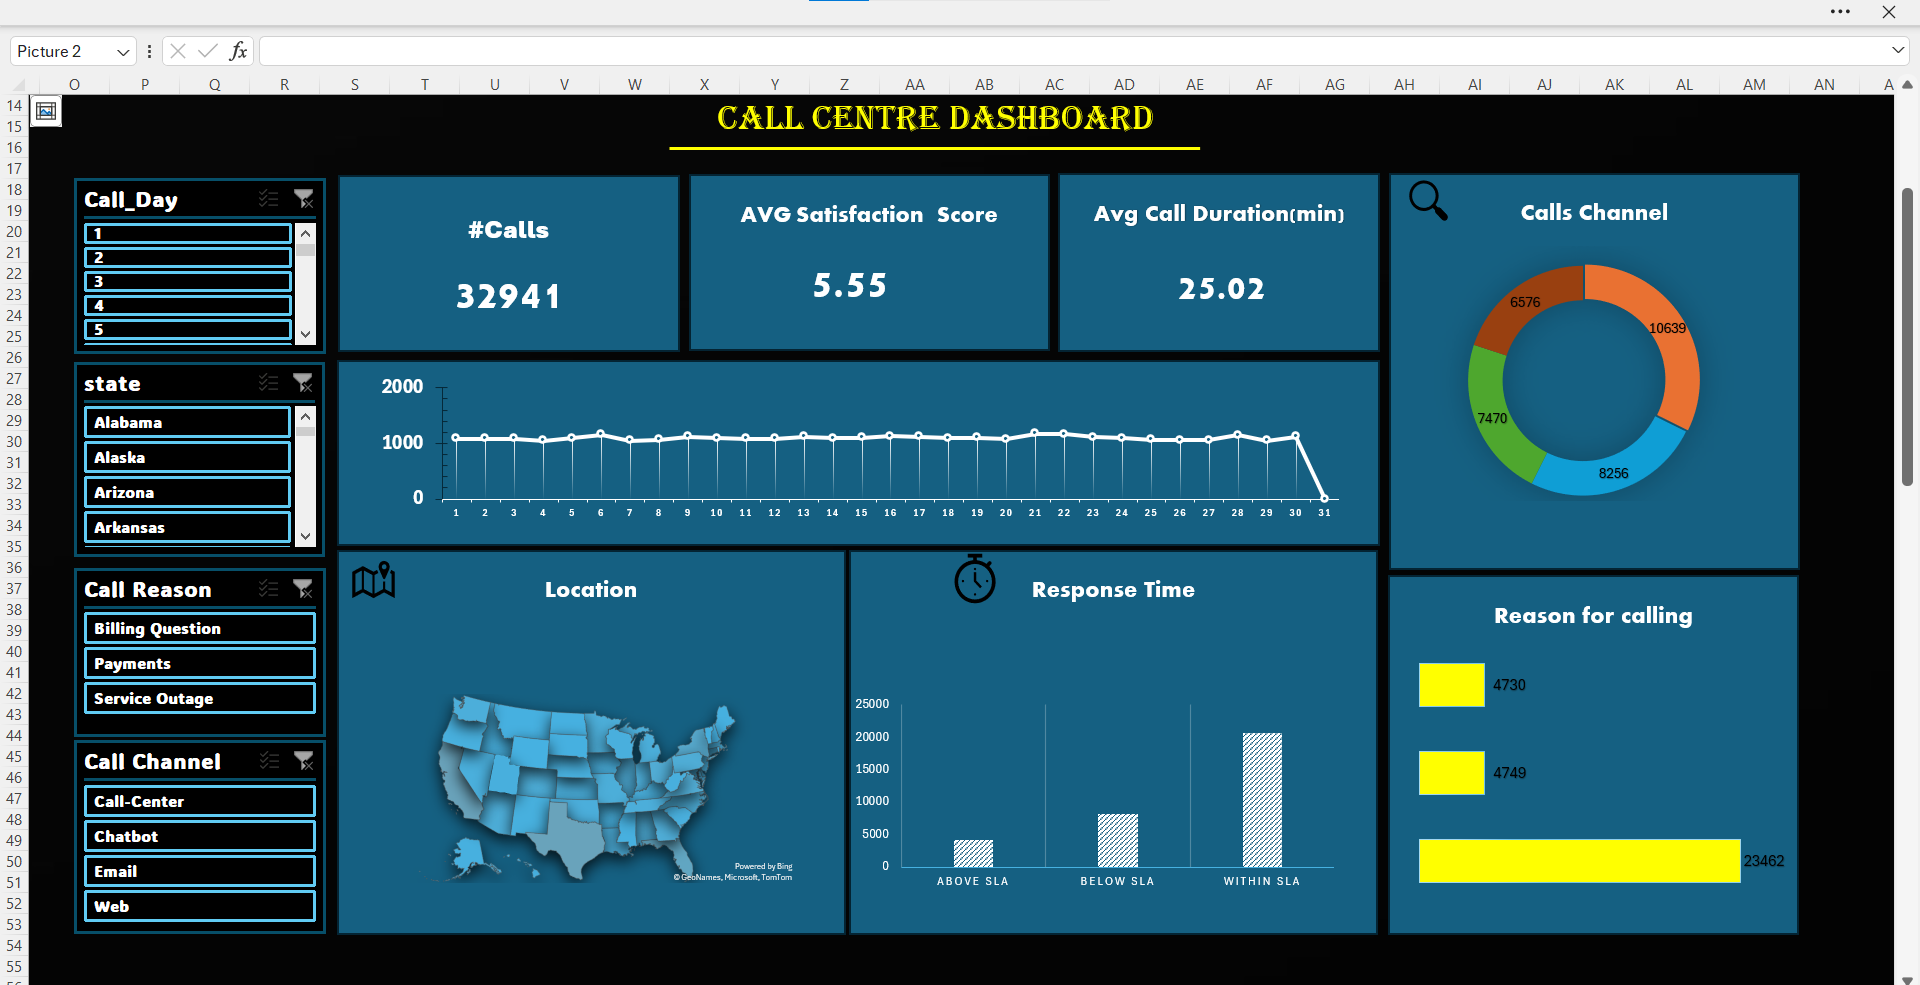 Picture 2
fx
O P Q R S T U V W X Y Z AA AB AC AD AE AF AG AH AI AJ AK AL AM AN A
14
15
16
17
18
19
20
21
22
23
24
25
26
27
28
29
30
31
32
33
34
35
36
37
38
39
40
41
42
43
44
45
46
47
48
49
50
51
52
53
54
55
CALL CENTRE DASHBOARD
Call_Day
1
2
3
4
5
state
Alabama
Alaska
Arizona
Arkansas
Call Reason
Billing Question
Payments
Service Outage
Call Channel
Call-Center
Chatbot
Email
Web
#Calls
32941
AVG Satisfaction Score
5.55
Avg Call Duration(min)
25.02
Calls Channel
6576
10639
7470
8256
2000
1000
0
1 2 3 4 5 6 7 8 9 10 11 12 13 14 15 16 17 18 19 20 21 22 23 24 25 26 27 28 29 30 31
Location
Powered by Bing
© GeoNames, Microsoft, TomTom
Response Time
25000
20000
15000
10000
5000
0
ABOVE SLA BELOW SLA WITHIN SLA
Reason for calling
4730
4749
23462